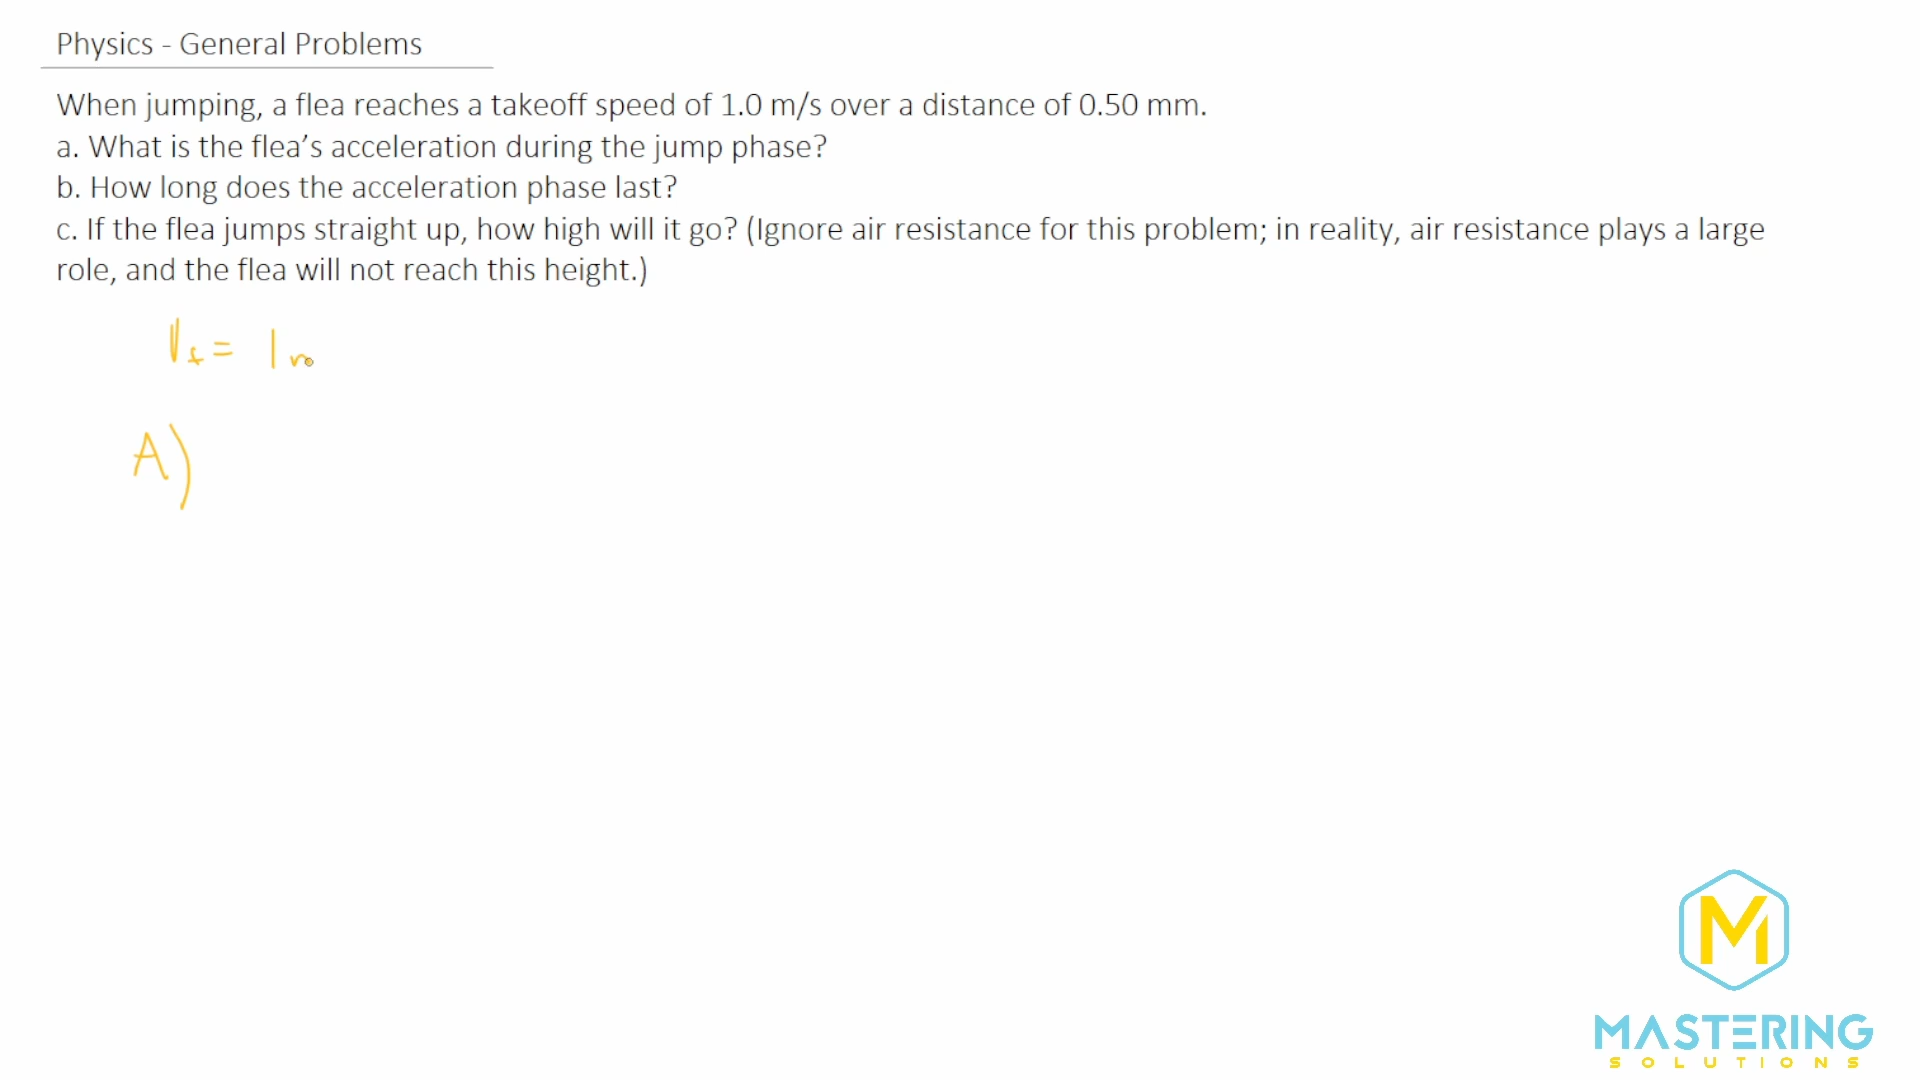 Physics - General Problems
When jumping, a flea reaches a takeoff speed of 1.0 m/s over a distance of 0.50 mm.
a. What is the flea’s acceleration during the jump phase?
b. How long does the acceleration phase last?
c. If the flea jumps straight up, how high will it go? (Ignore air resistance for this problem; in reality, air resistance plays a large
role, and the flea will not reach this height.)
V_f = 1 m
A)
M
MASTERING
SOLUTIONS